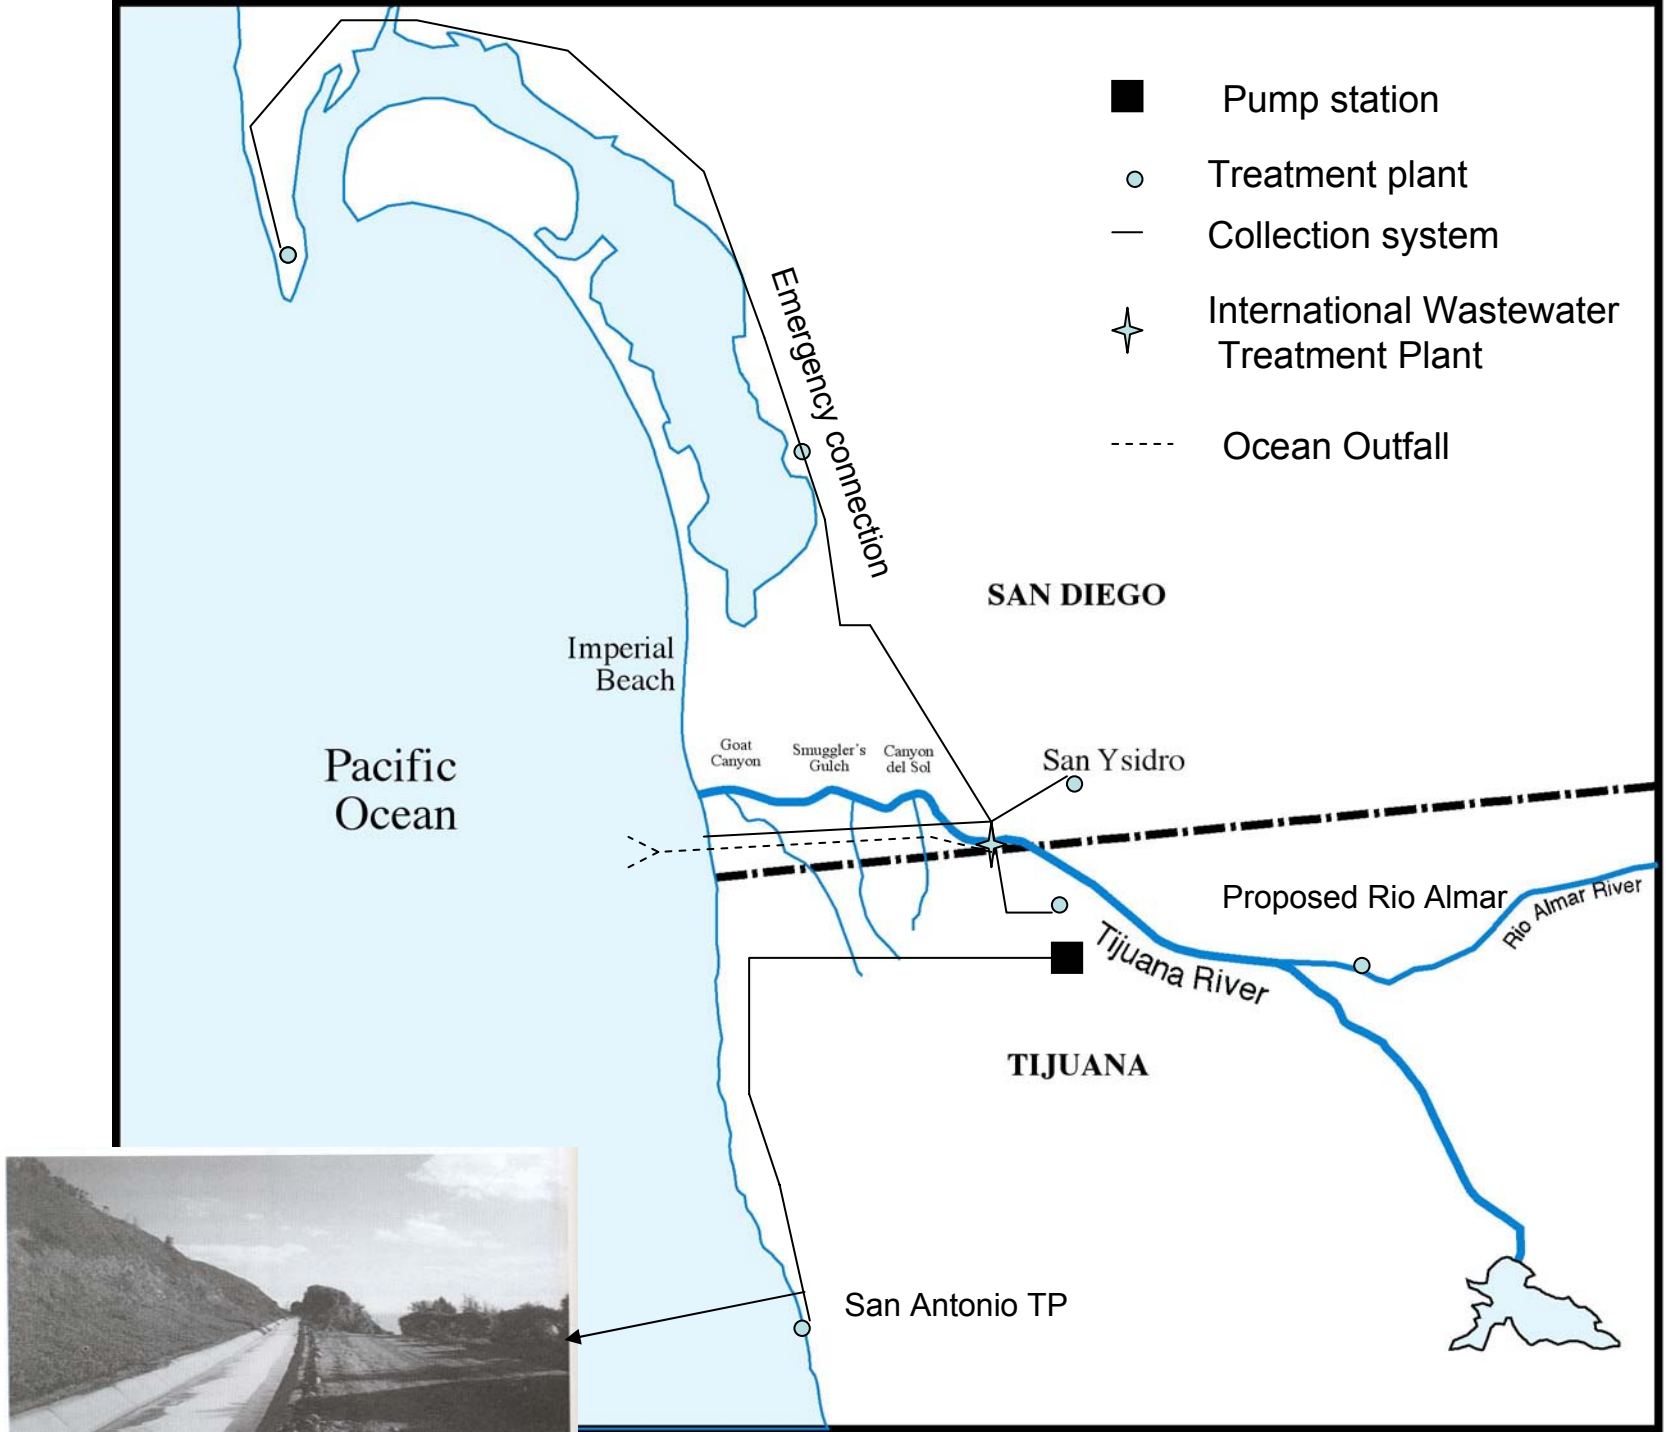 Pump station
Treatment plant
Collection system
International Wastewater
Treatment Plant
Ocean Outfall
Emergency connection
SAN DIEGO
Imperial
Beach
Pacific
Ocean
Goat
Canyon
Smuggler's
Gulch
Canyon
del Sol
San Ysidro
Proposed Rio Almar
Rio Almar River
Tijuana River
TIJUANA
San Antonio TP